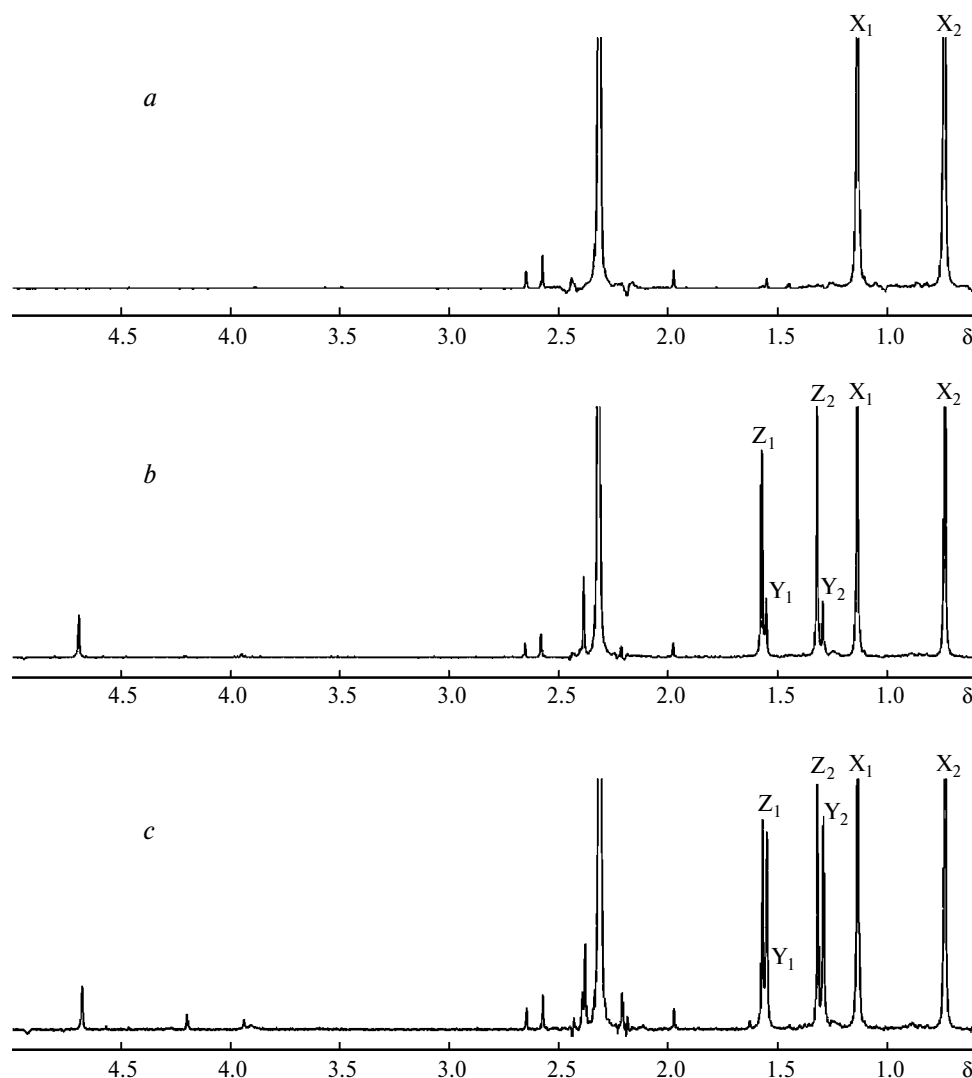 X₁ X₂
a
4.5 4.0 3.5 3.0 2.5 2.0 1.5 1.0 δ
Z₂ X₁ X₂
Z₁
b
Y₁ Y₂
4.5 4.0 3.5 3.0 2.5 2.0 1.5 1.0 δ
Z₂ X₁ X₂
Z₁
Y₂
c
Y₁
4.5 4.0 3.5 3.0 2.5 2.0 1.5 1.0 δ